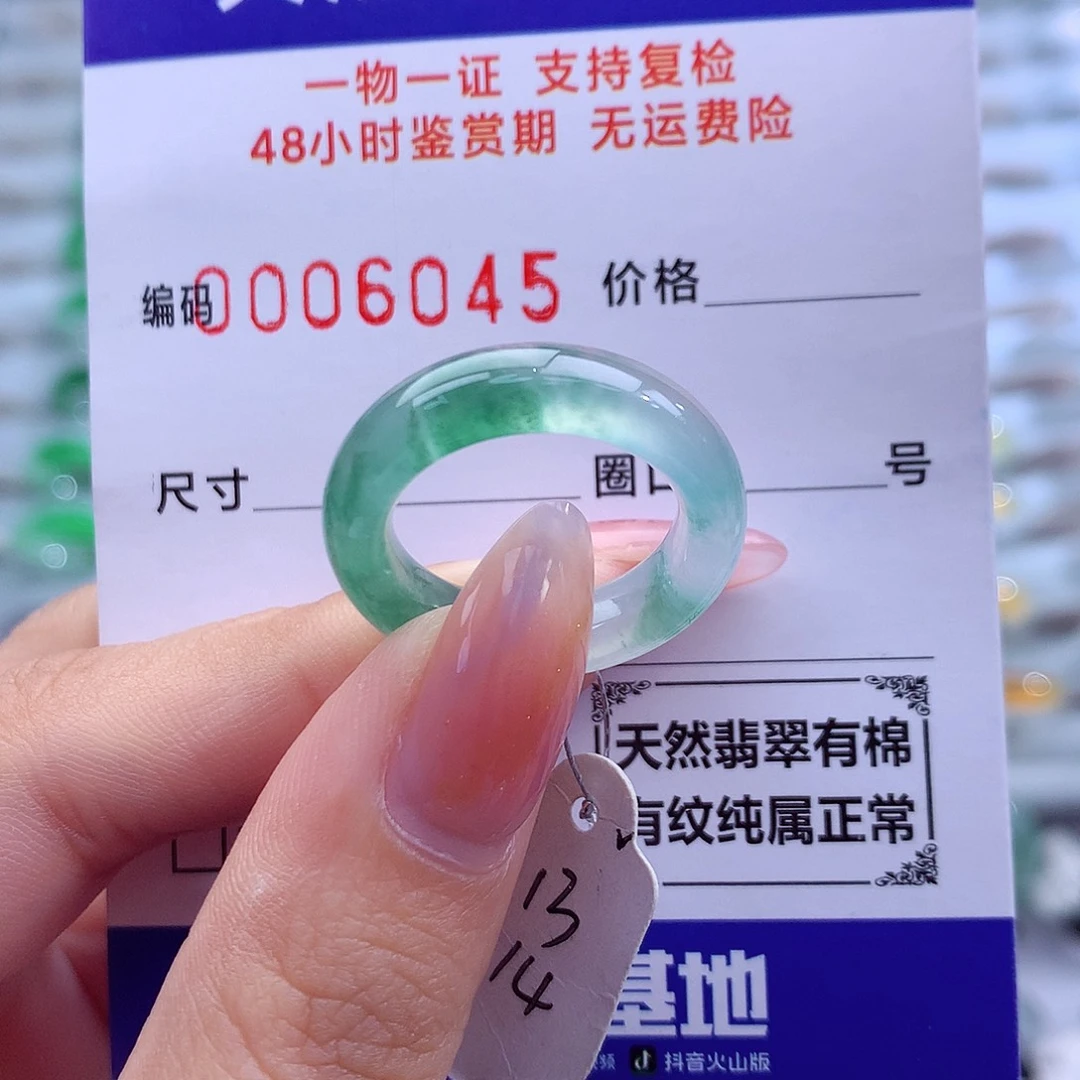 一物一证 支持复检
48小时鉴赏期 无运费险
编码0006045 价格
尺寸 圈口 号
天然翡翠有棉
有纹纯属正常
13
14
基地
抖音火山版